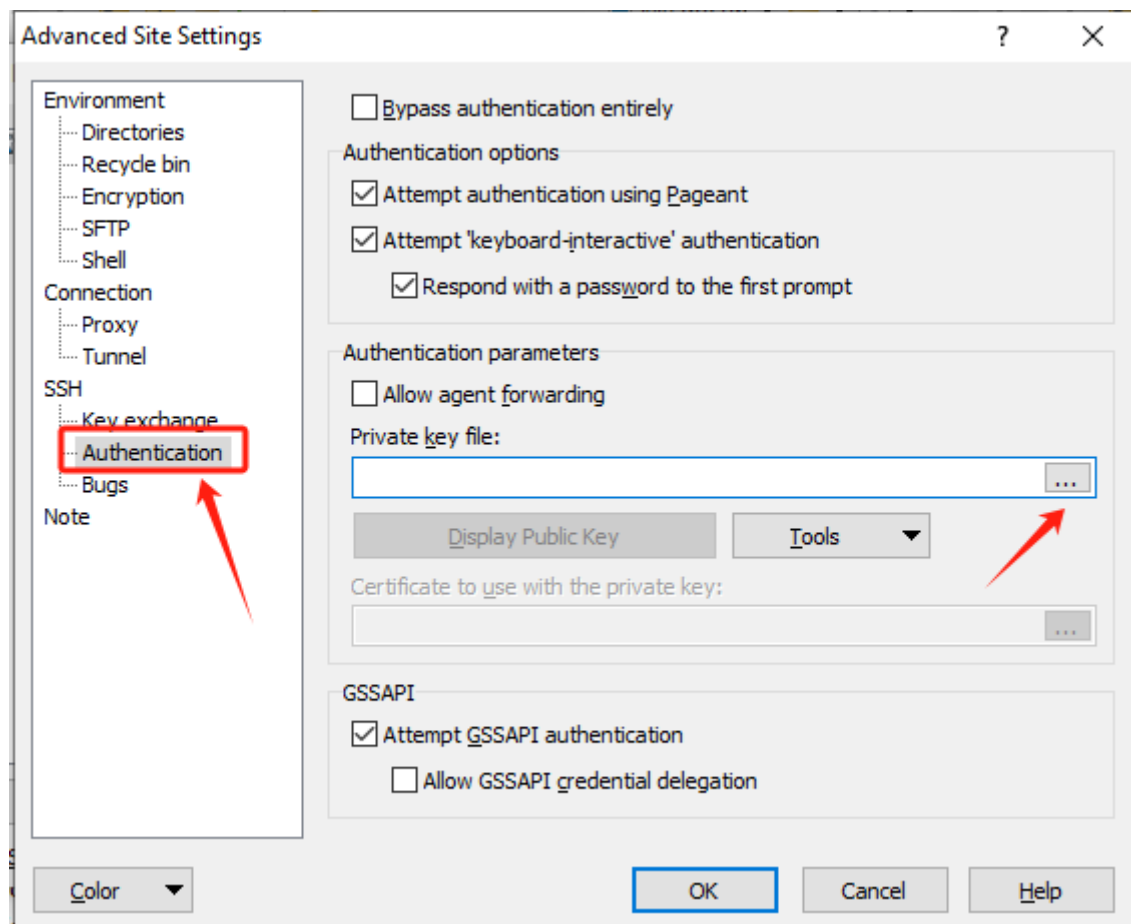 Advanced Site Settings
?
Environment
Directories
Recycle bin
Encryption
SFTP
Shell
Connection
Proxy
Tunnel
SSH
Key exchange
Authentication
Bugs
Note
Bypass authentication entirely
Authentication options
Attempt authentication using Pageant
Attempt 'keyboard-interactive' authentication
Respond with a password to the first prompt
Authentication parameters
Allow agent forwarding
Private key file:
...
Display Public Key
Tools
Certificate to use with the private key:
...
GSSAPI
Attempt GSSAPI authentication
Allow GSSAPI credential delegation
Color
OK
Cancel
Help